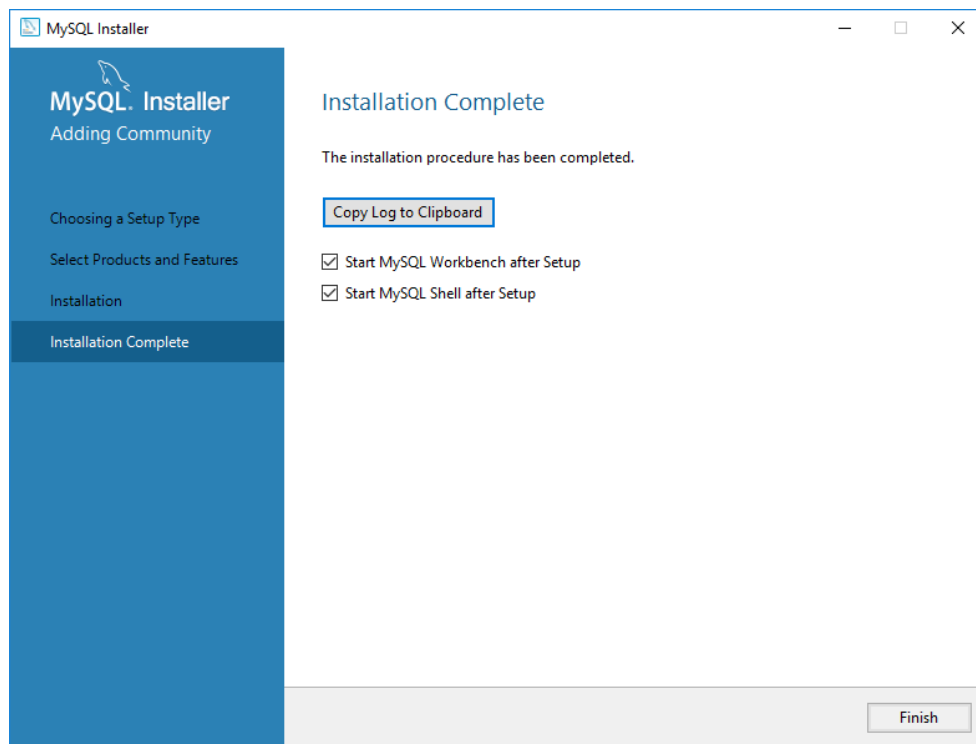 MySQL Installer
MySQL. Installer
Adding Community
Choosing a Setup Type
Select Products and Features
Installation
Installation Complete
Installation Complete
The installation procedure has been completed.
Copy Log to Clipboard
Start MySQL Workbench after Setup
Start MySQL Shell after Setup
Finish